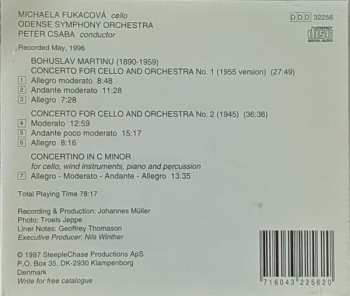 MICHAELA FUKACOVÁ cello
ODENSE SYMPHONY ORCHESTRA
PETER CSABA conductor
DDD 32256
COMPACT
disc
DIGITAL AUDIO
Recorded May, 1996
BOHUSLAV MARTINU (1890-1959)
CONCERTO FOR CELLO AND ORCHESTRA No. 1 (1955 version) (27:49)
1 Allegro moderato 8:48
2 Andante moderato 11:28
3 Allegro 7:28
CONCERTO FOR CELLO AND ORCHESTRA No. 2 (1945) (36:36)
4 Moderato 12:59
5 Andante poco moderato 15:17
6 Allegro 8:16
CONCERTINO IN C MINOR
for cello, wind instruments, piano and percussion
7 Allegro - Moderato - Andante - Allegro 13:35
Total Playing Time 78:17
Recording & Production: Johannes Müller
Photo: Troels Jeppe
Liner Notes: Geoffrey Thomason
Executive Producer: Nils Winther
© 1997 SteepleChase Productions ApS
P.O. Box 35, DK-2930 Klampenborg
Denmark
Write for free catalogue
716043 225620